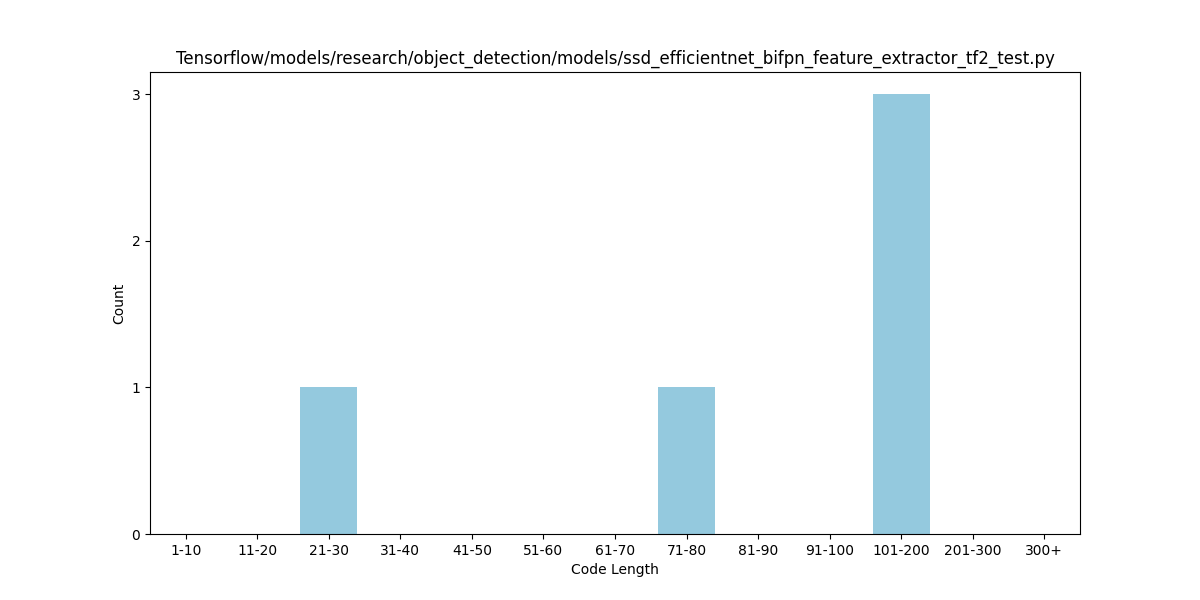 Tensorflow/models/research/object_detection/models/ssd_efficientnet_bifpn_feature_extractor_tf2_test.py
3
2
1
0
Count
1-10 11-20 21-30 31-40 41-50 51-60 61-70 71-80 81-90 91-100 101-200 201-300 300+
Code Length